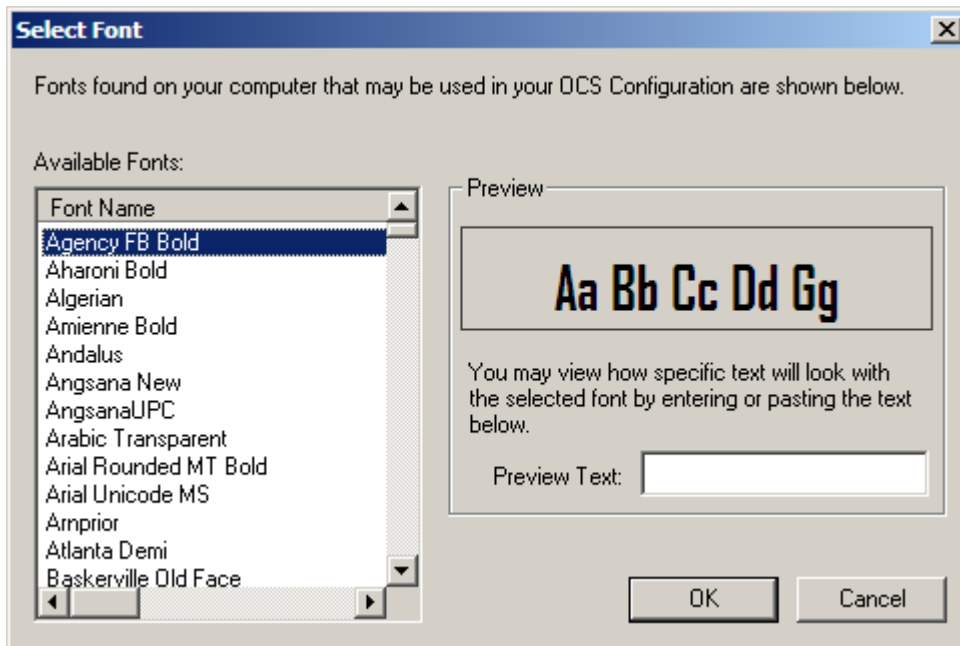 Select Font
Fonts found on your computer that may be used in your OCS Configuration are shown below.
Available Fonts:
Font Name
Agency FB Bold
Aharoni Bold
Algerian
Amienne Bold
Andalus
Angsana New
AngsanaUPC
Arabic Transparent
Arial Rounded MT Bold
Arial Unicode MS
Arnprior
Atlanta Demi
Baskerville Old Face
Preview
Aa Bb Cc Dd Gg
You may view how specific text will look with
the selected font by entering or pasting the text
below.
Preview Text:
OK
Cancel